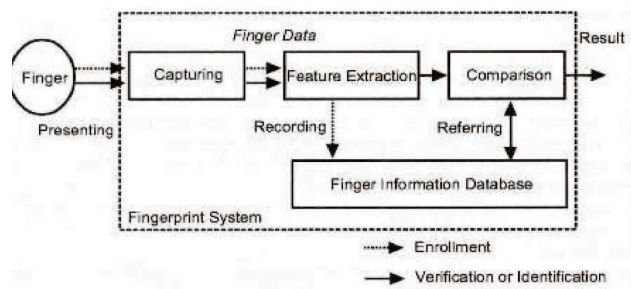 Finger Data
Result
Finger
Capturing
Feature Extraction
Comparison
Presenting
Recording
Referring
Finger Information Database
Fingerprint System
Enrollment
Verification or Identification